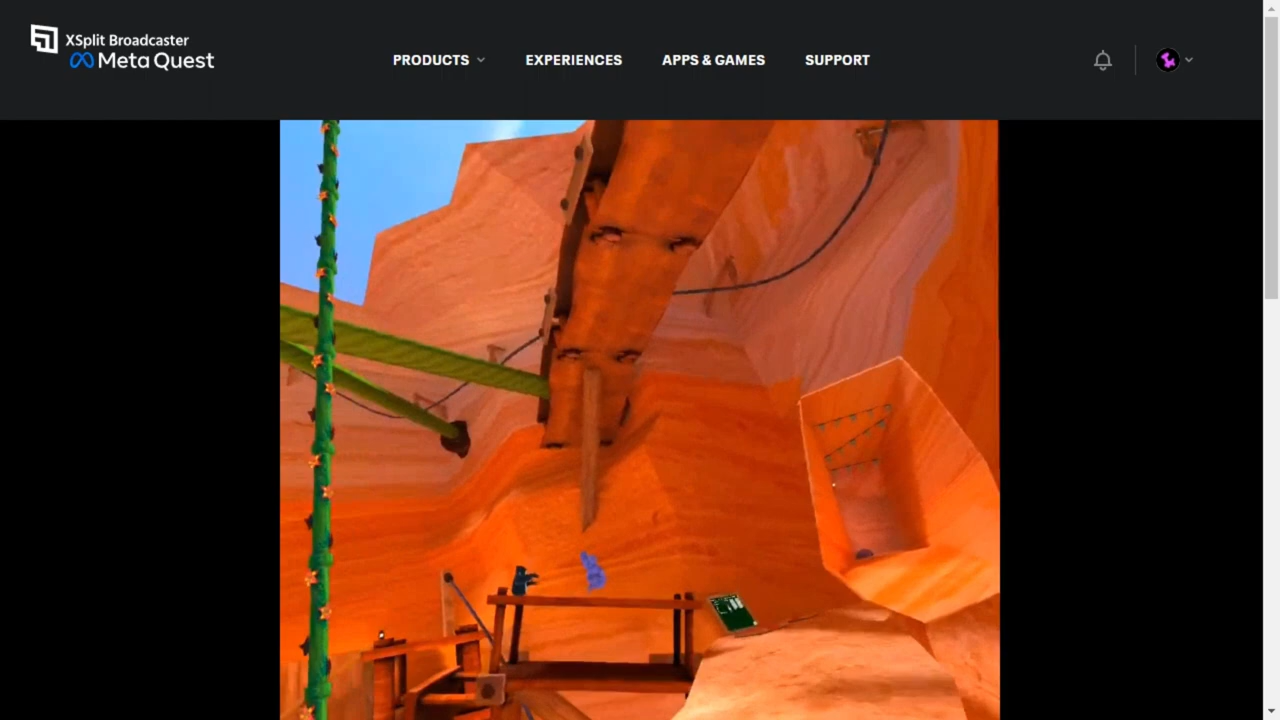 XSplit Broadcaster
Meta Quest
PRODUCTS
EXPERIENCES
APPS & GAMES
SUPPORT